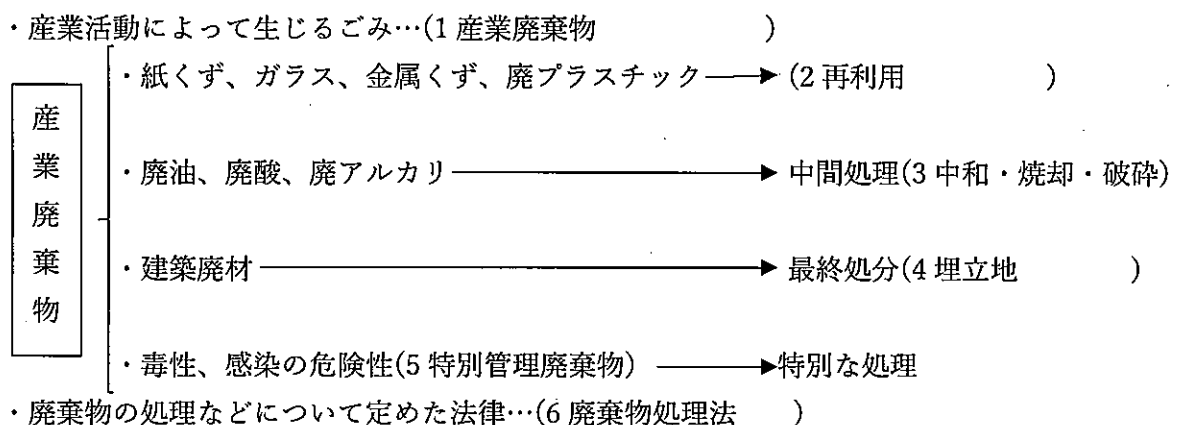 ・産業活動によって生じるごみ…(1 産業廃棄物 )
産業廃棄物
・紙くず、ガラス、金属くず、廃プラスチック (2 再利用 )
・廃油、廃酸、廃アルカリ 中間処理(3 中和・焼却・破砕)
・建築廃材 最終処分(4 埋立地 )
・毒性、感染の危険性(5 特別管理廃棄物) 特別な処理
・廃棄物の処理などについて定めた法律…(6 廃棄物処理法 )